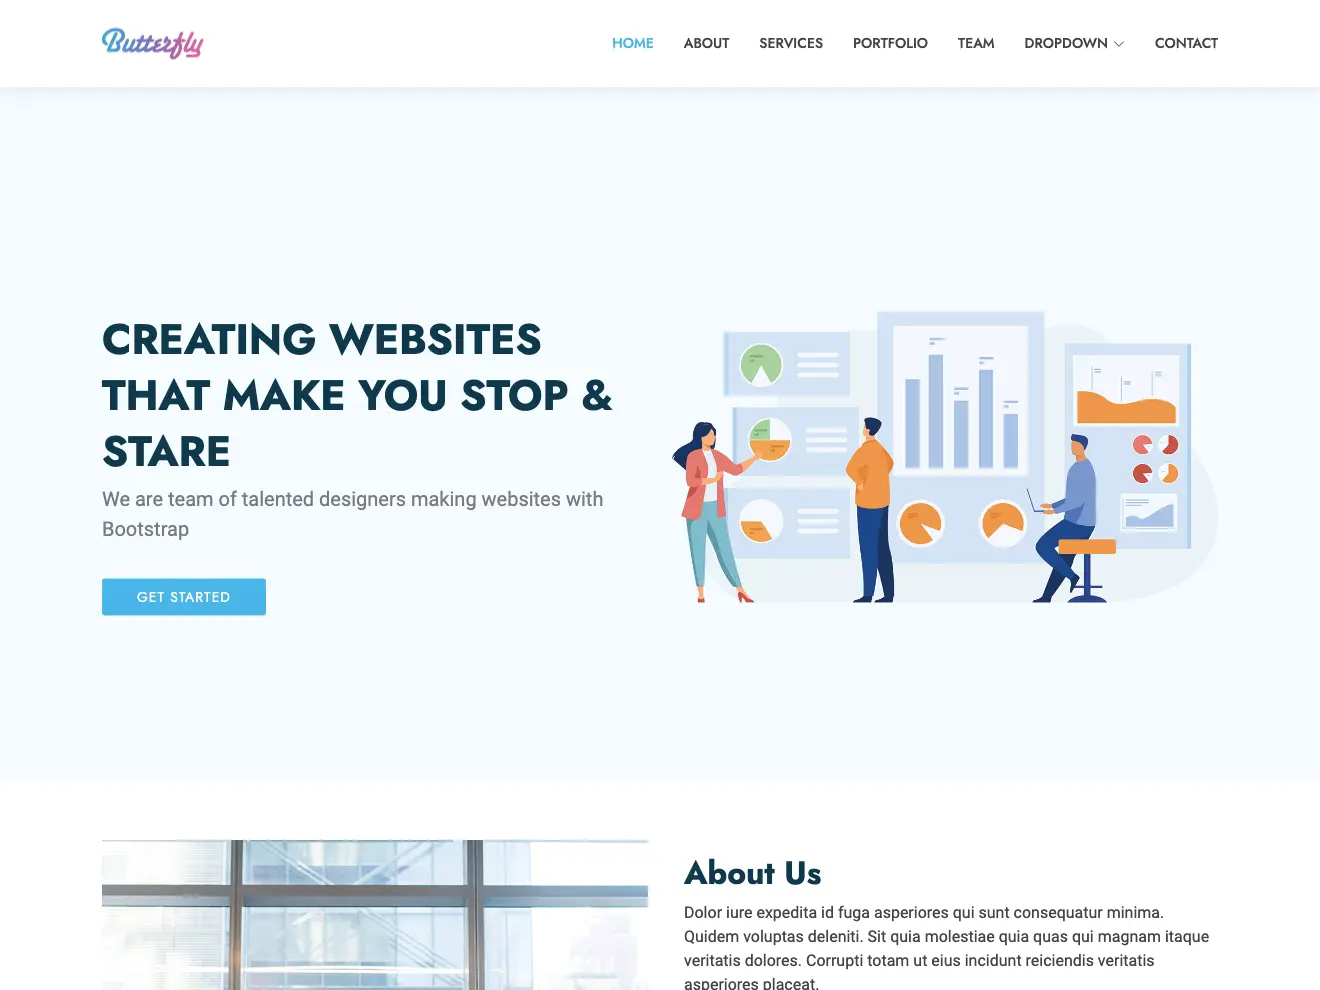 Butterfly
HOME ABOUT SERVICES PORTFOLIO TEAM DROPDOWN CONTACT
CREATING WEBSITES
THAT MAKE YOU STOP &
STARE
We are team of talented designers making websites with
Bootstrap
GET STARTED
About Us
Dolor iure expedita id fuga asperiores qui sunt consequatur minima.
Quidem voluptas deleniti. Sit quia molestiae quia quas qui magnam itaque
veritatis dolores. Corrupti totam ut eius incidunt reiciendis veritatis
asperiores placeat.